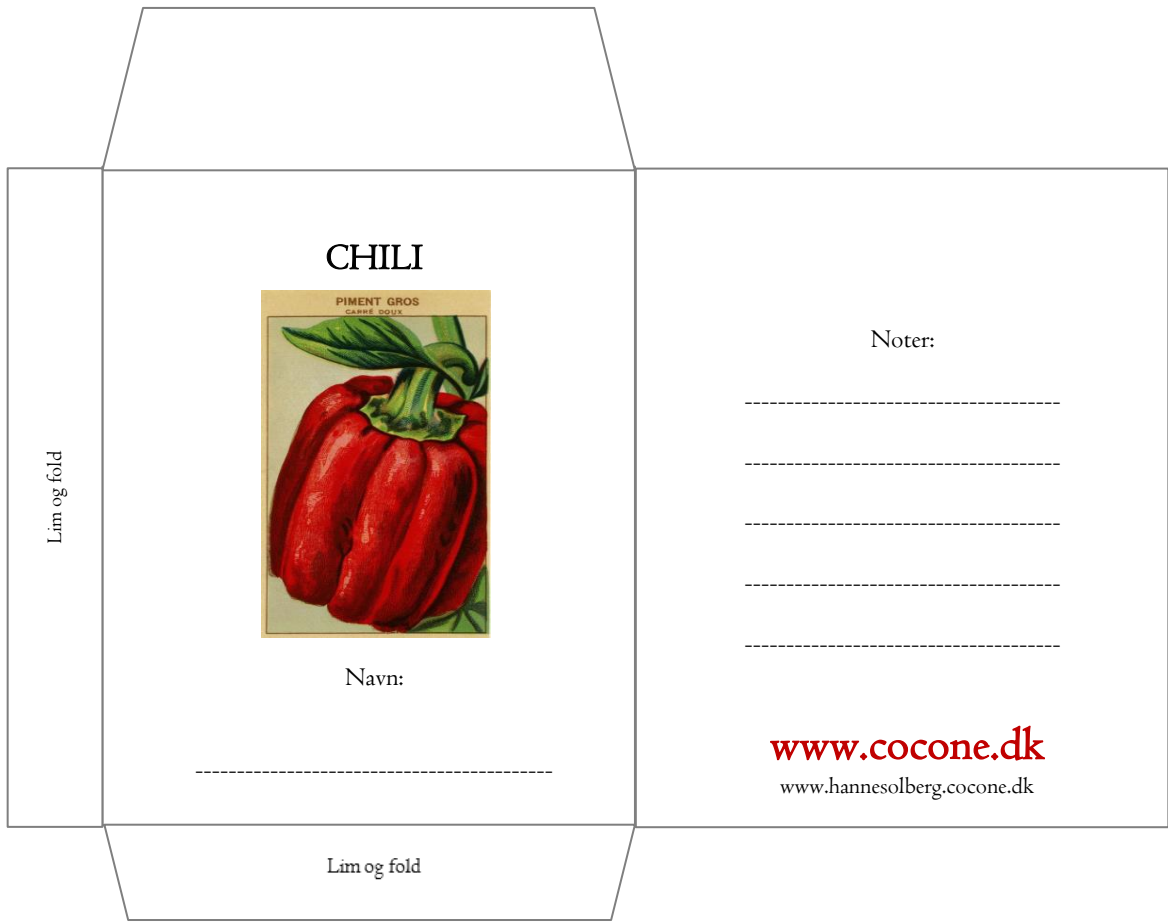 CHILI
PIMENT GROS
CARRÉ DOUX
Navn:
------------------------------------------
Lim og fold
Lim og fold
Noter:
--------------------------------------
--------------------------------------
--------------------------------------
--------------------------------------
--------------------------------------
www.cocone.dk
www.hannesolberg.cocone.dk